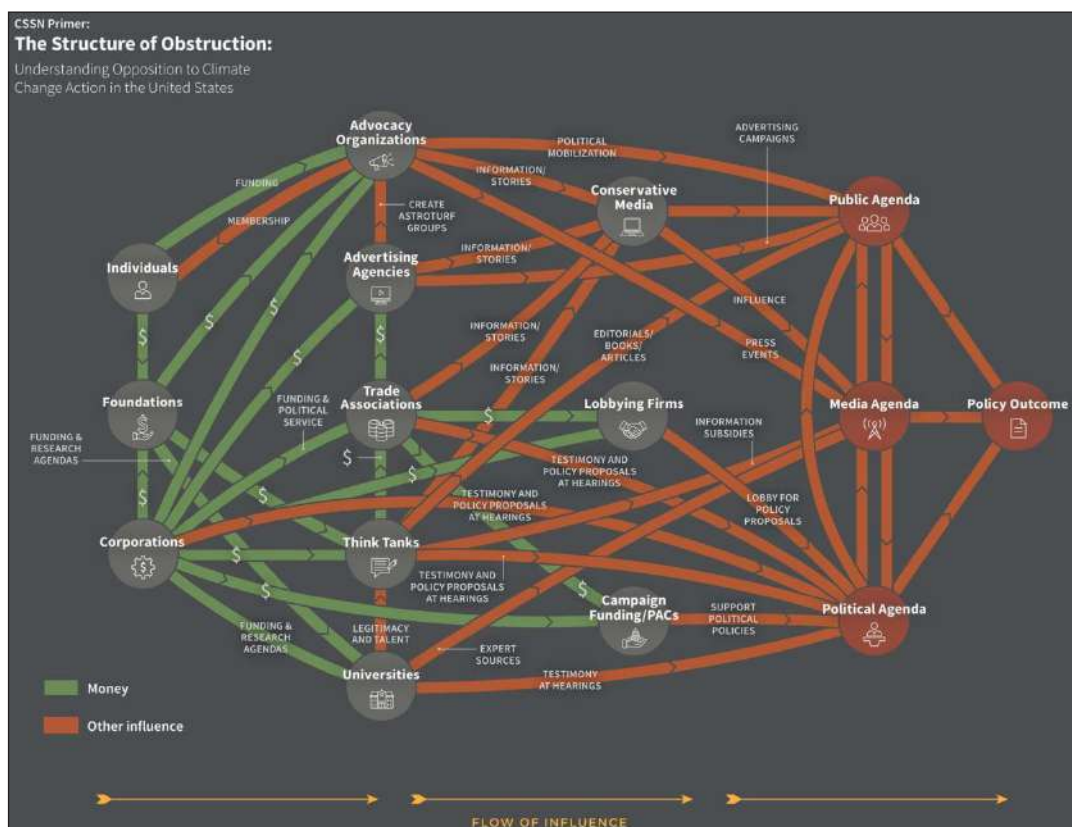 CSSN Primer:
The Structure of Obstruction:
Understanding Opposition to Climate
Change Action in the United States
Advocacy
Organizations
POLITICAL
MOBILIZATION
ADVERTISING
CAMPAIGNS
FUNDING
INFORMATION/
STORIES
Conservative
Media
Public Agenda
MEMBERSHIP
CREATE
ASTROTURF
GROUPS
Individuals
Advertising
Agencies
INFORMATION/
STORIES
$
$
$
$
INFLUENCE
INFORMATION/
STORIES
EDITORIALS/
BOOKS/
ARTICLES
PRESS
EVENTS
$
INFORMATION/
STORIES
Foundations
FUNDING &
POLITICAL
SERVICE
Trade
Associations
$
Lobbying Firms
Media Agenda
Policy Outcome
FUNDING &
RESEARCH
AGENDAS
INFORMATION
SUBSIDIES
$
$
$
TESTIMONY AND
POLICY PROPOSALS
AT HEARINGS
TESTIMONY AND
POLICY PROPOSALS
AT HEARINGS
LOBBY FOR
POLICY
PROPOSALS
Corporations
$
Think Tanks
$
TESTIMONY AND
POLICY PROPOSALS
AT HEARINGS
$
Campaign
Funding/PACs
SUPPORT
POLITICAL
POLICIES
Political Agenda
FUNDING &
RESEARCH
AGENDAS
LEGITIMACY
AND TALENT
EXPERT
SOURCES
Universities
TESTIMONY
AT HEARINGS
Money
Other influence
FLOW OF INFLUENCE